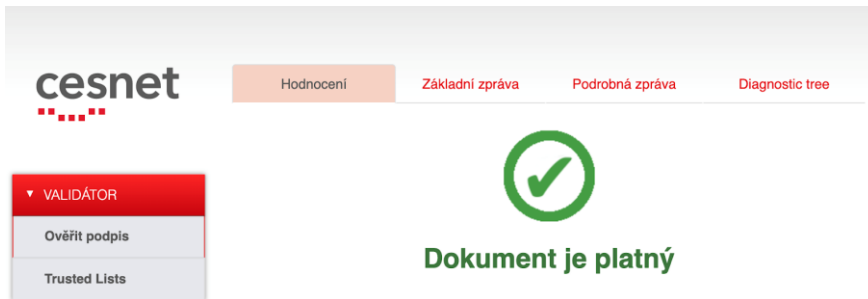 cesnet
Hodnocení
Základní zpráva
Podrobná zpráva
Diagnostic tree
VALIDÁTOR
Ověřit podpis
Trusted Lists
Dokument je platný